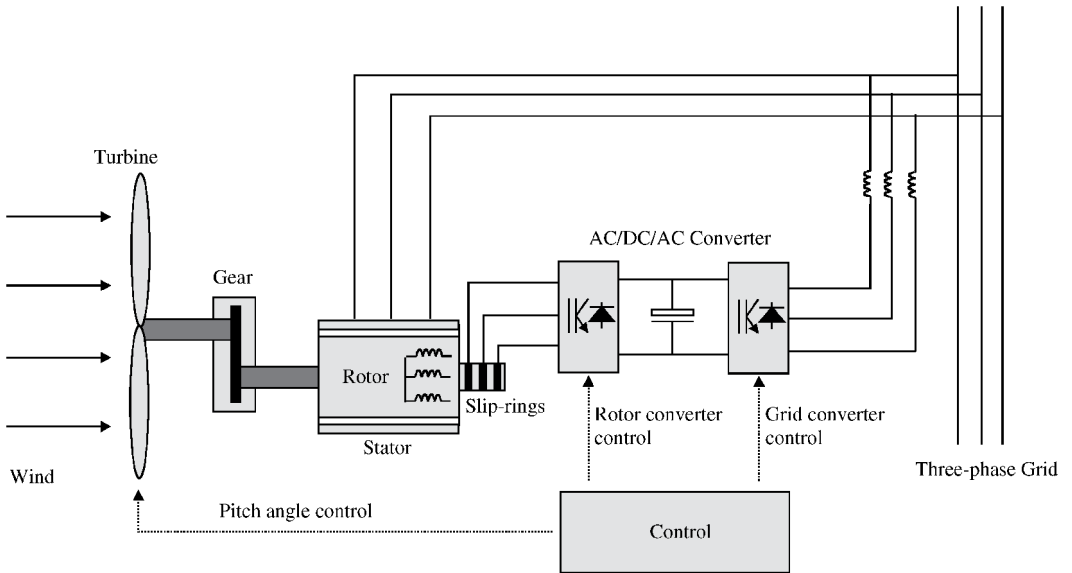 Turbine
AC/DC/AC Converter
Gear
Rotor
Slip-rings
Rotor converter
control
Grid converter
control
Stator
Three-phase Grid
Wind
Pitch angle control
Control